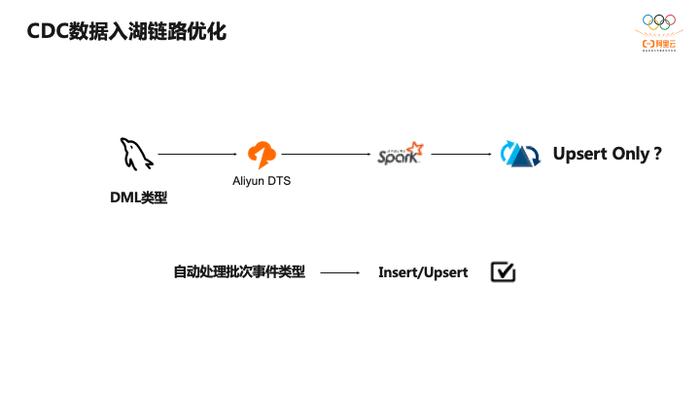 CDC数据入湖链路优化
阿里云
Spark
Upsert Only？
Aliyun DTS
DML类型
自动处理批次事件类型
Insert/Upsert